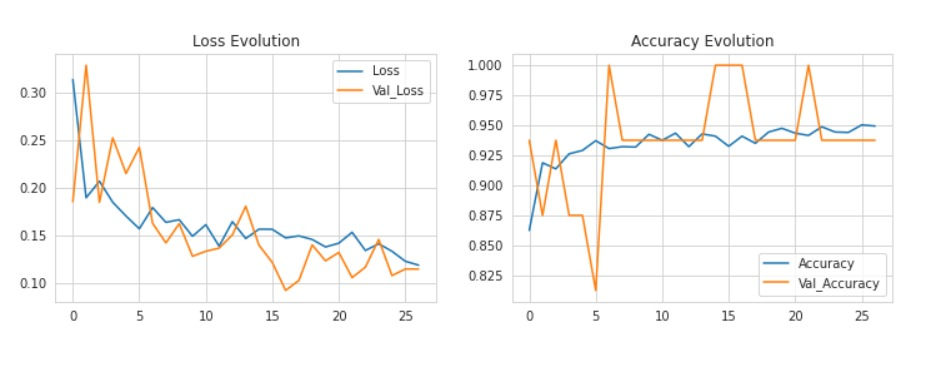 Loss Evolution
Loss
Val_Loss
0.30
0.25
0.20
0.15
0.10
0 5 10 15 20 25
Accuracy Evolution
1.000
0.975
0.950
0.925
0.900
0.875
0.850
0.825
Accuracy
Val_Accuracy
0 5 10 15 20 25